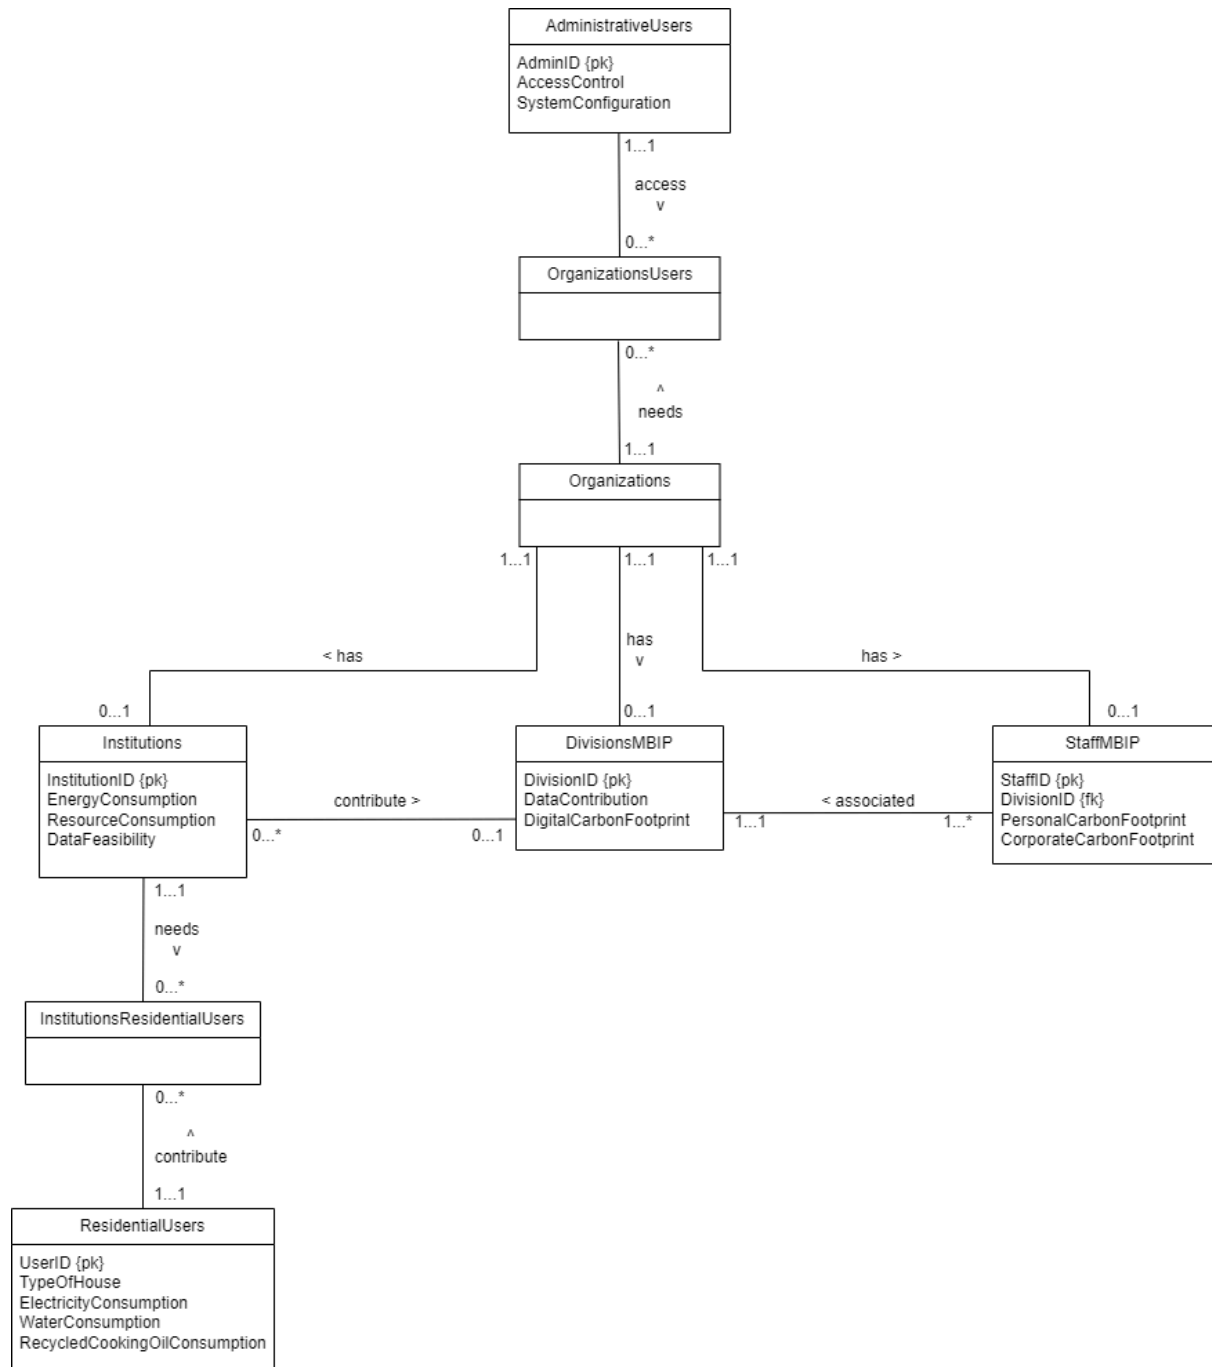 AdministrativeUsers
AdminID {pk}
AccessControl
SystemConfiguration
1...1
access
v
0...*
OrganizationsUsers
0...*
^
needs
1...1
Organizations
1...1
1...1
1...1
< has
has
v
has >
0...1
0...1
0...1
Institutions
InstitutionID {pk}
EnergyConsumption
ResourceConsumption
DataFeasibility
contribute >
0...*
0...1
DivisionsMBIP
DivisionID {pk}
DataContribution
DigitalCarbonFootprint
< associated
1...1
1...*
StaffMBIP
StaffID {pk}
DivisionID {fk}
PersonalCarbonFootprint
CorporateCarbonFootprint
1...1
needs
v
0...*
InstitutionsResidentialUsers
0...*
^
contribute
1...1
ResidentialUsers
UserID {pk}
TypeOfHouse
ElectricityConsumption
WaterConsumption
RecycledCookingOilConsumption